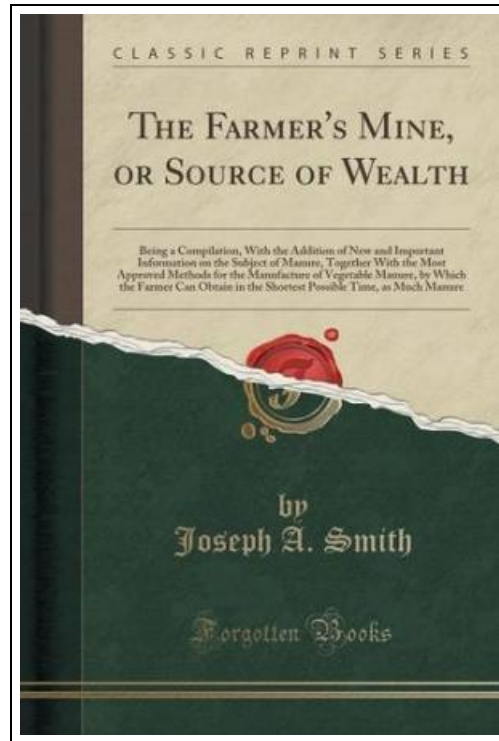 CLASSIC REPRINT SERIES
THE FARMER'S MINE,
OR SOURCE OF WEALTH
Being a Compilation, With the Addition of New and Important
Information on the Subject of Manure, Together With the Most
Approved Methods for the Manufacture of Vegetable Manure, by Which
the Farmer Can Obtain in the Shortest Possible Time, as Much Manure
F
by
Joseph A. Smith
Forgotten Books